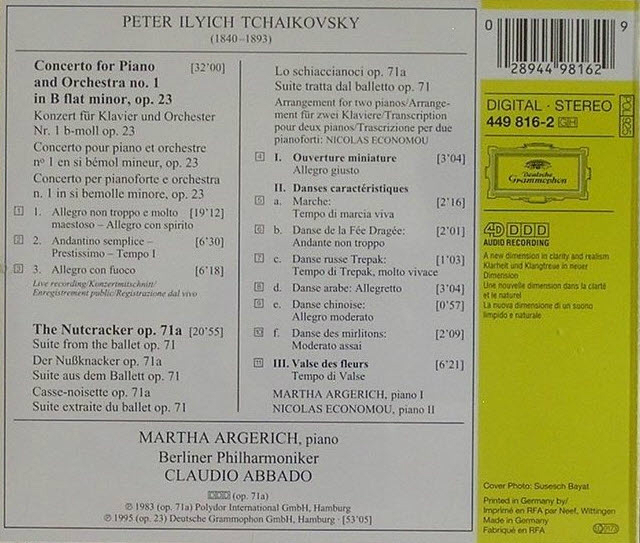 PETER ILYICH TCHAIKOVSKY
(1840–1893)
Concerto for Piano [32'00]
and Orchestra no. 1
in B flat minor, op. 23
Konzert für Klavier und Orchester
Nr. 1 b-moll op. 23
Concerto pour piano et orchestre
n° 1 en si bémol mineur, op. 23
Concerto per pianoforte e orchestra
n. 1 in si bemolle minore, op. 23
1 1. Allegro non troppo e molto [19'12]
maestoso – Allegro con spirito
2 2. Andantino semplice – [6'30]
Prestissimo – Tempo I
3 3. Allegro con fuoco [6'18]
Live recording/Konzertmitschnitt/
Enregistrement public/Registrazione dal vivo
The Nutcracker op. 71a [20'55]
Suite from the ballet op. 71
Der Nußknacker op. 71a
Suite aus dem Ballett op. 71
Casse-noisette op. 71a
Suite extraite du ballet op. 71
Lo schiaccianoci op. 71a
Suite tratta dal balletto op. 71
Arrangement for two pianos/Arrange-
ment für zwei Klaviere/Transcription
pour deux pianos/Trascrizione per due
pianoforti: NICOLAS ECONOMOU
4 I. Ouverture miniature [3'04]
Allegro giusto
II. Danses caractéristiques
5 a. Marche: [2'16]
Tempo di marcia viva
6 b. Danse de la Fée Dragée: [2'01]
Andante non troppo
7 c. Danse russe Trepak: [1'03]
Tempo di Trepak, molto vivace
8 d. Danse arabe: Allegretto [3'04]
9 e. Danse chinoise: [0'57]
Allegro moderato
10 f. Danse des mirlitons: [2'09]
Moderato assai
11 III. Valse des fleurs [6'21]
Tempo di Valse
MARTHA ARGERICH, piano I
NICOLAS ECONOMOU, piano II
MARTHA ARGERICH, piano
Berliner Philharmoniker
CLAUDIO ABBADO
DDD (op. 71a)
℗ 1983 (op. 71a) Polydor International GmbH, Hamburg
℗ 1995 (op. 23) Deutsche Grammophon GmbH, Hamburg · [53'05]
0 28944 98162 9
DIGITAL · STEREO
449 816-2 GH
Deutsche
Grammophon
4D DDD
AUDIO RECORDING
A new dimension in clarity and realism
Klarheit und Klangtreue in neuer
Dimension
Une nouvelle dimension dans la clarté
et le naturel
La nuova dimensione di un suono
limpido e naturale
Cover Photo: Susesch Bayat
Printed in Germany by/
Imprimé en RFA par Neef, Wittingen
Made in Germany
Fabriqué en RFA